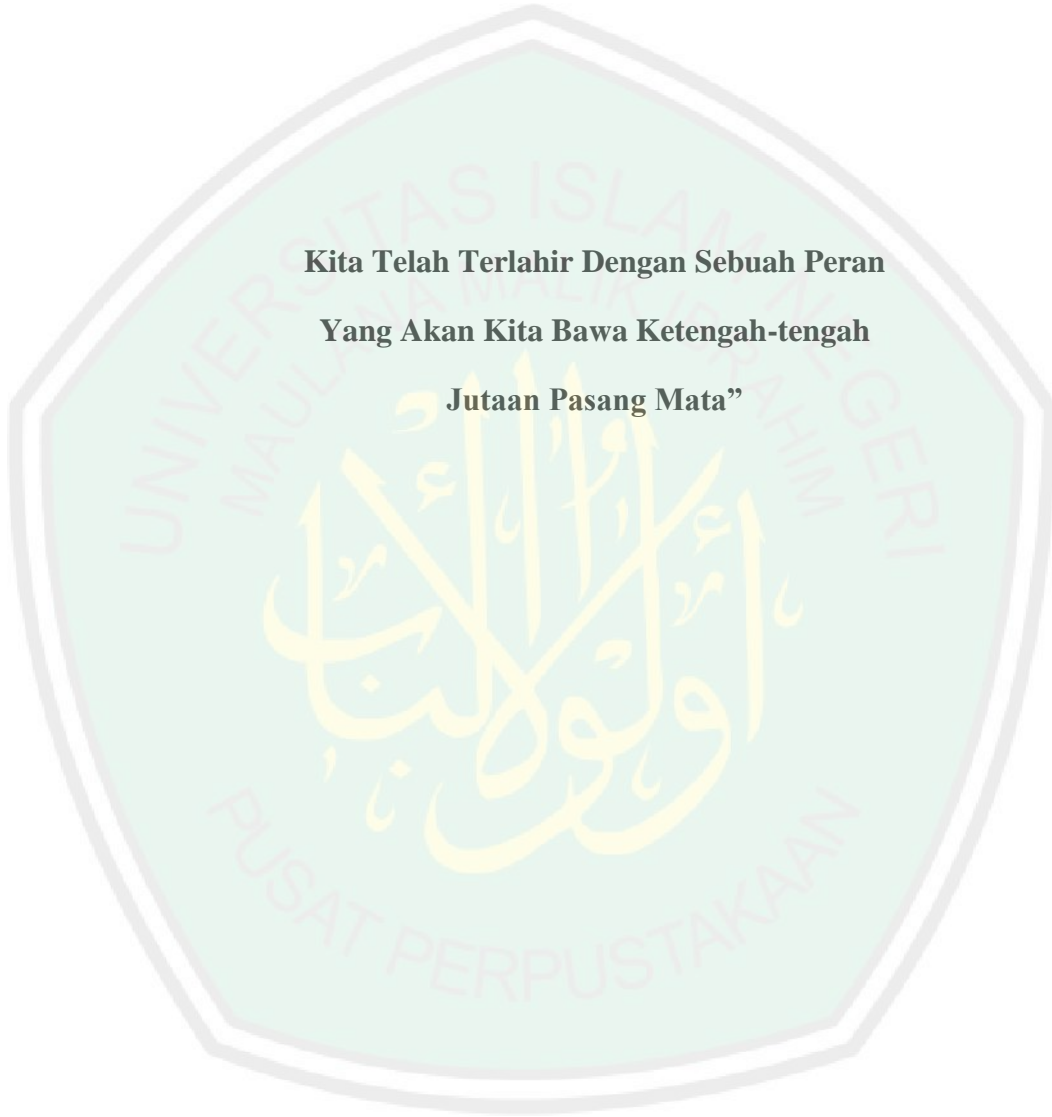 Kita Telah Terlahir Dengan Sebuah Peran
Yang Akan Kita Bawa Ketengah-tengah
Jutaan Pasang Mata”
UNIVERSITAS ISLAM NEGERI
MAULANA MALIK IBRAHIM
أولوا الألباب
PUSAT PERPUSTAKAAN